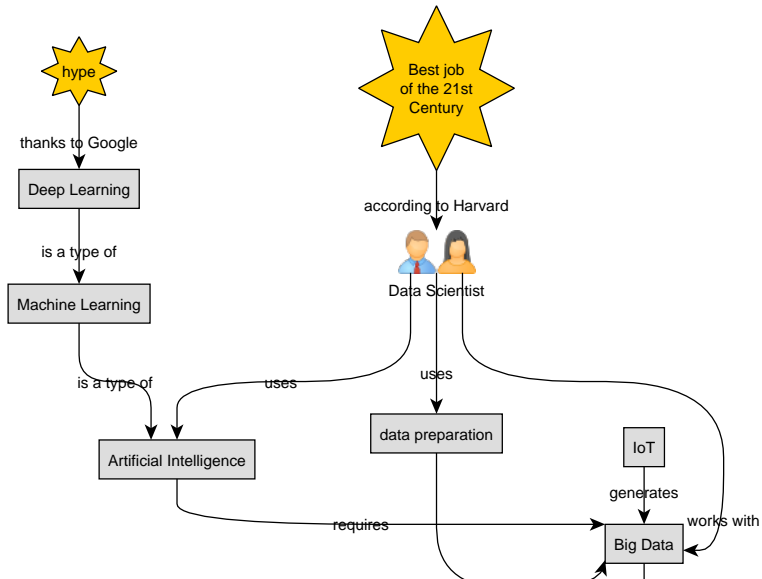 hype
Best job
of the 21st
Century
thanks to Google
Deep Learning
according to Harvard
is a type of
Data Scientist
Machine Learning
is a type of
uses
uses
data preparation
IoT
Artificial Intelligence
generates
requires
works with
Big Data